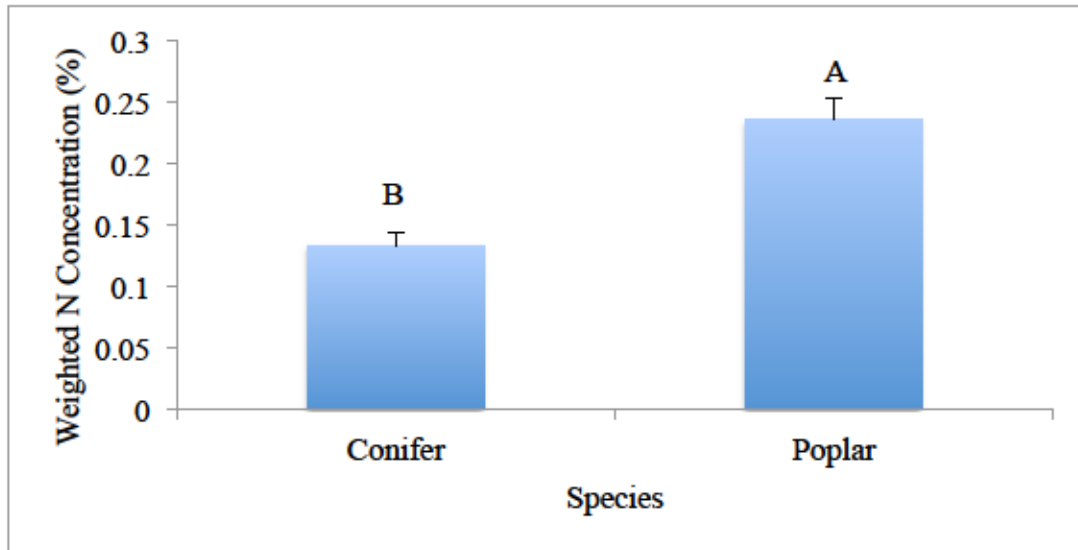 Weighted N Concentration (%)
0.3
0.25
0.2
0.15
0.1
0.05
0
B
A
Conifer
Poplar
Species